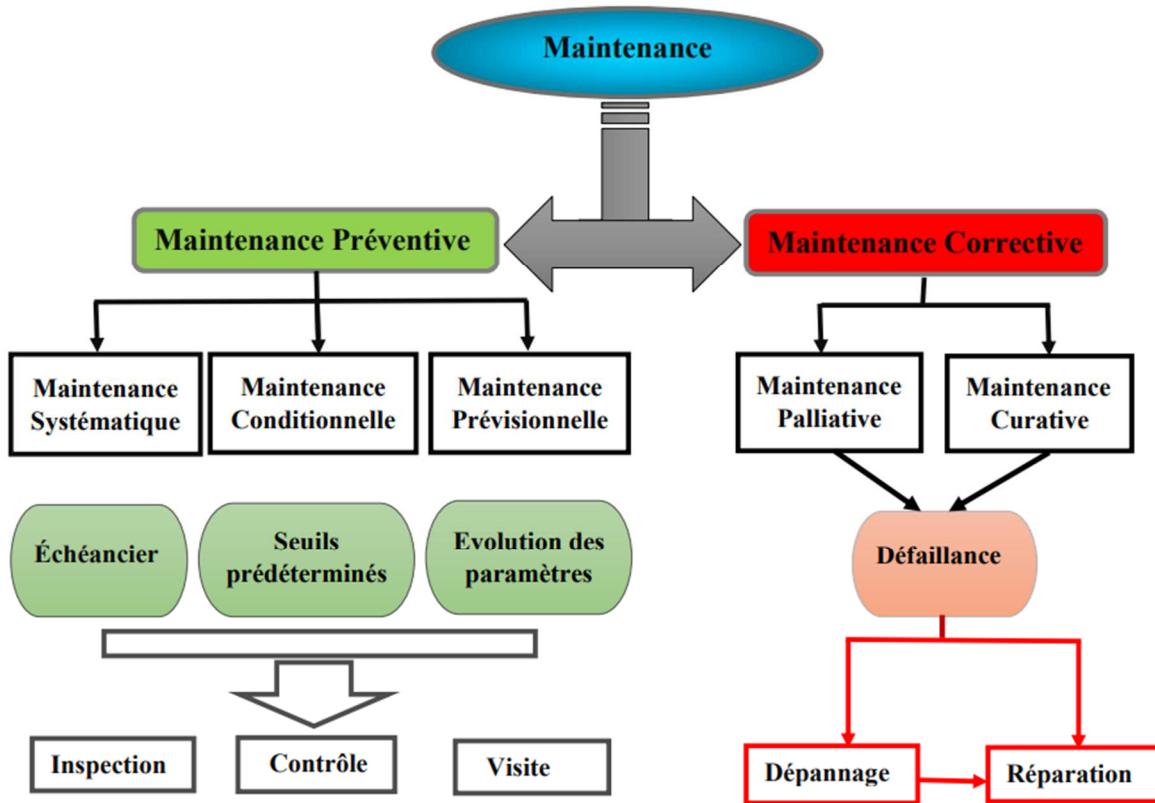 Maintenance
Maintenance Préventive
Maintenance Corrective
Maintenance
Systématique
Maintenance
Conditionnelle
Maintenance
Prévisionnelle
Maintenance
Palliative
Maintenance
Curative
Échéancier
Seuils
prédéterminés
Evolution des
paramètres
Défaillance
Inspection
Contrôle
Visite
Dépannage
Réparation